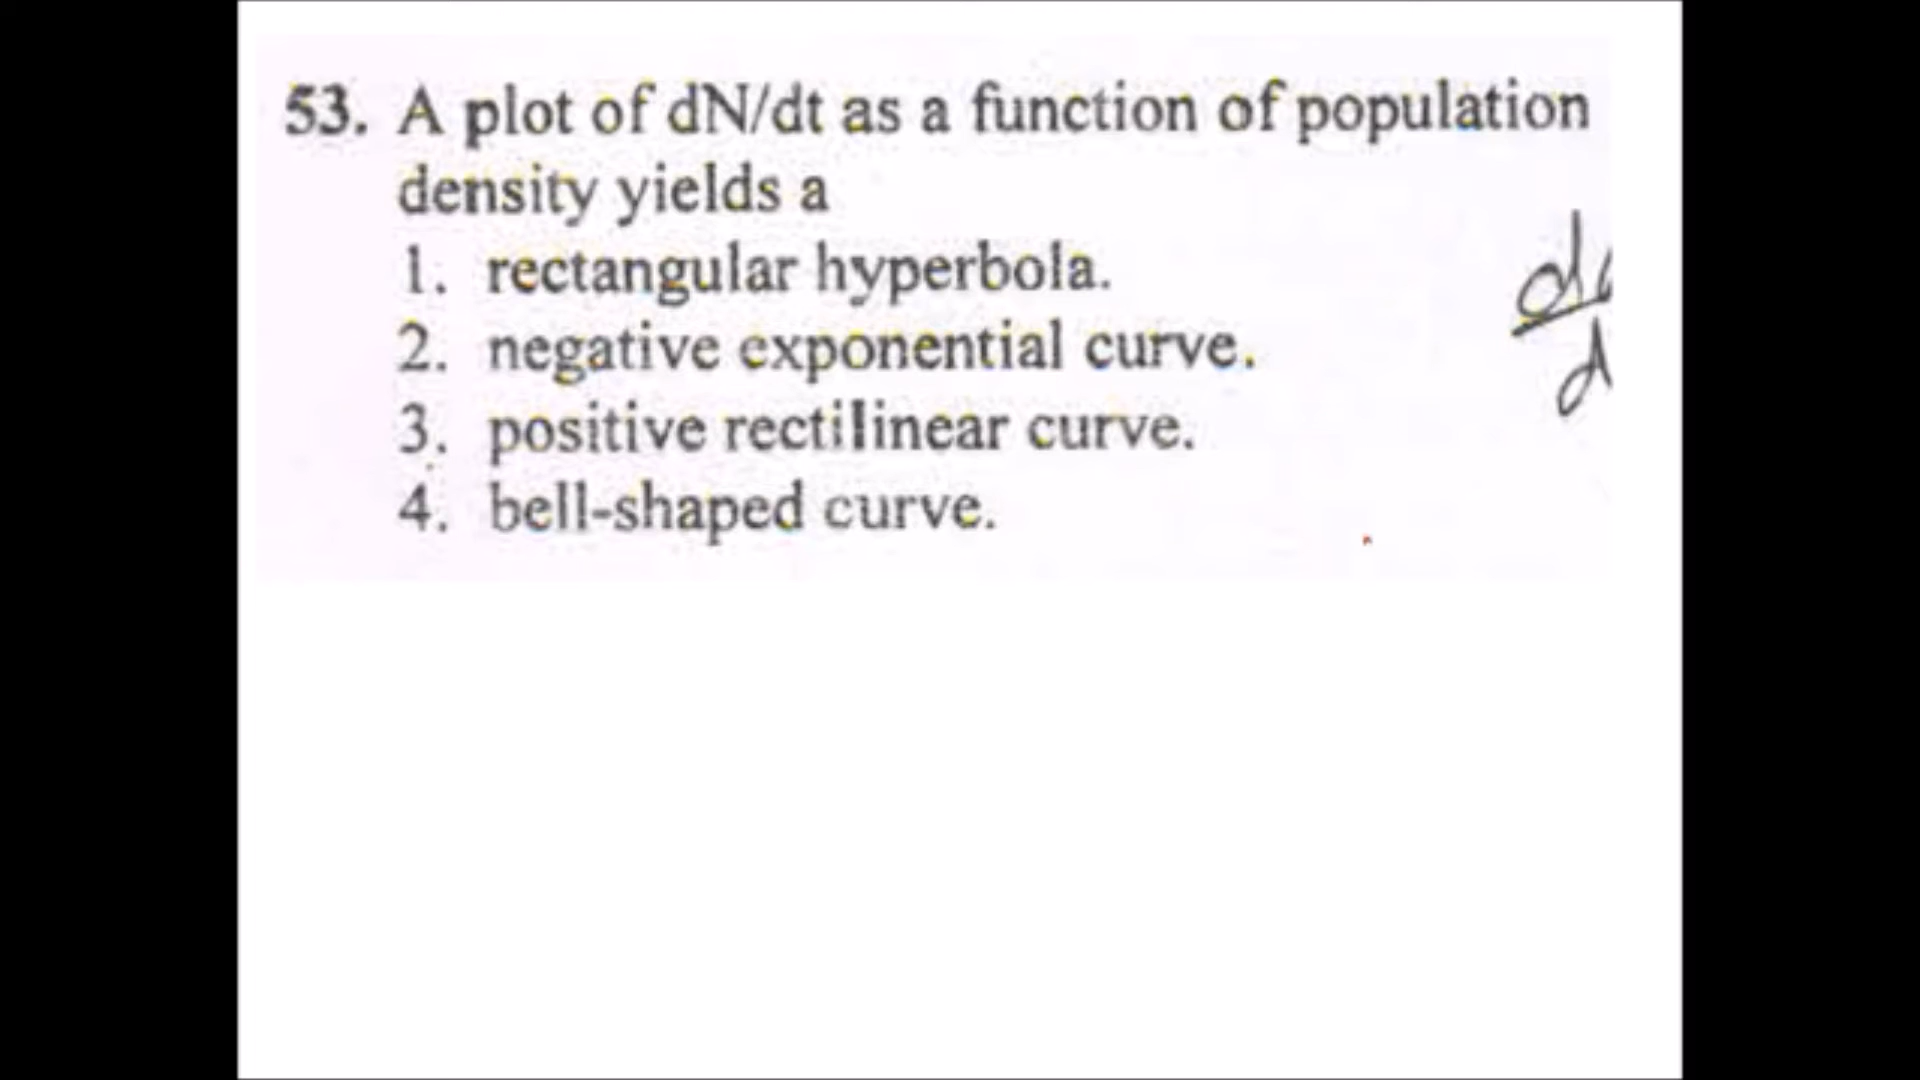 53. A plot of dN/dt as a function of population
density yields a
1. rectangular hyperbola.
2. negative exponential curve.
3. positive rectilinear curve.
4. bell-shaped curve.